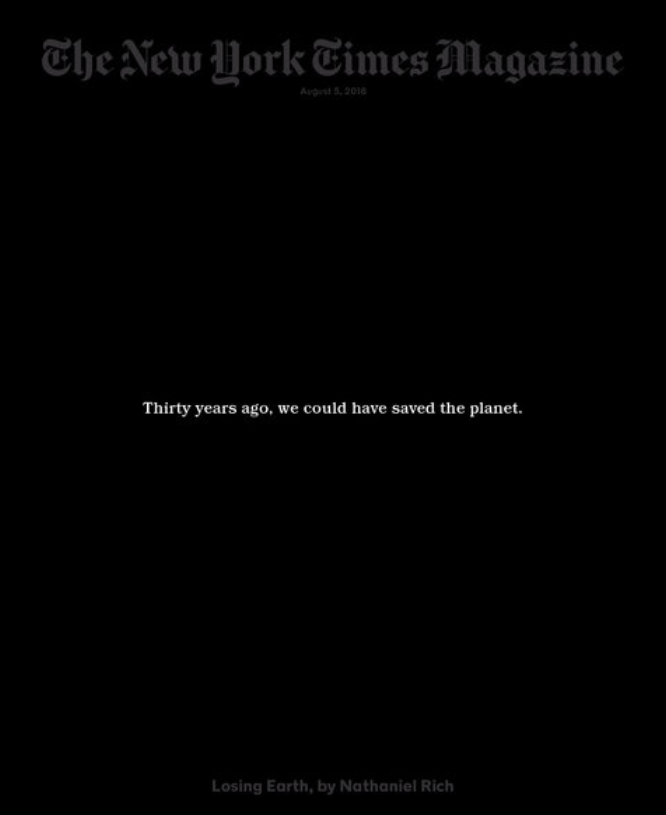 The New York Times Magazine
August 5, 2018
Thirty years ago, we could have saved the planet.
Losing Earth, by Nathaniel Rich